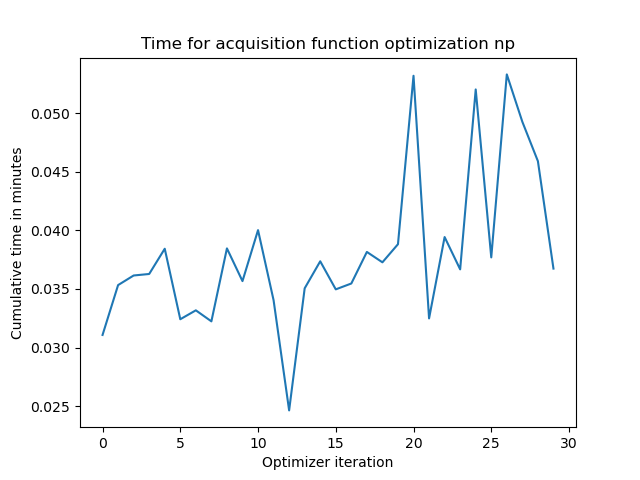 Time for acquisition function optimization np
Cumulative time in minutes
0.050
0.045
0.040
0.035
0.030
0.025
0 5 10 15 20 25 30
Optimizer iteration